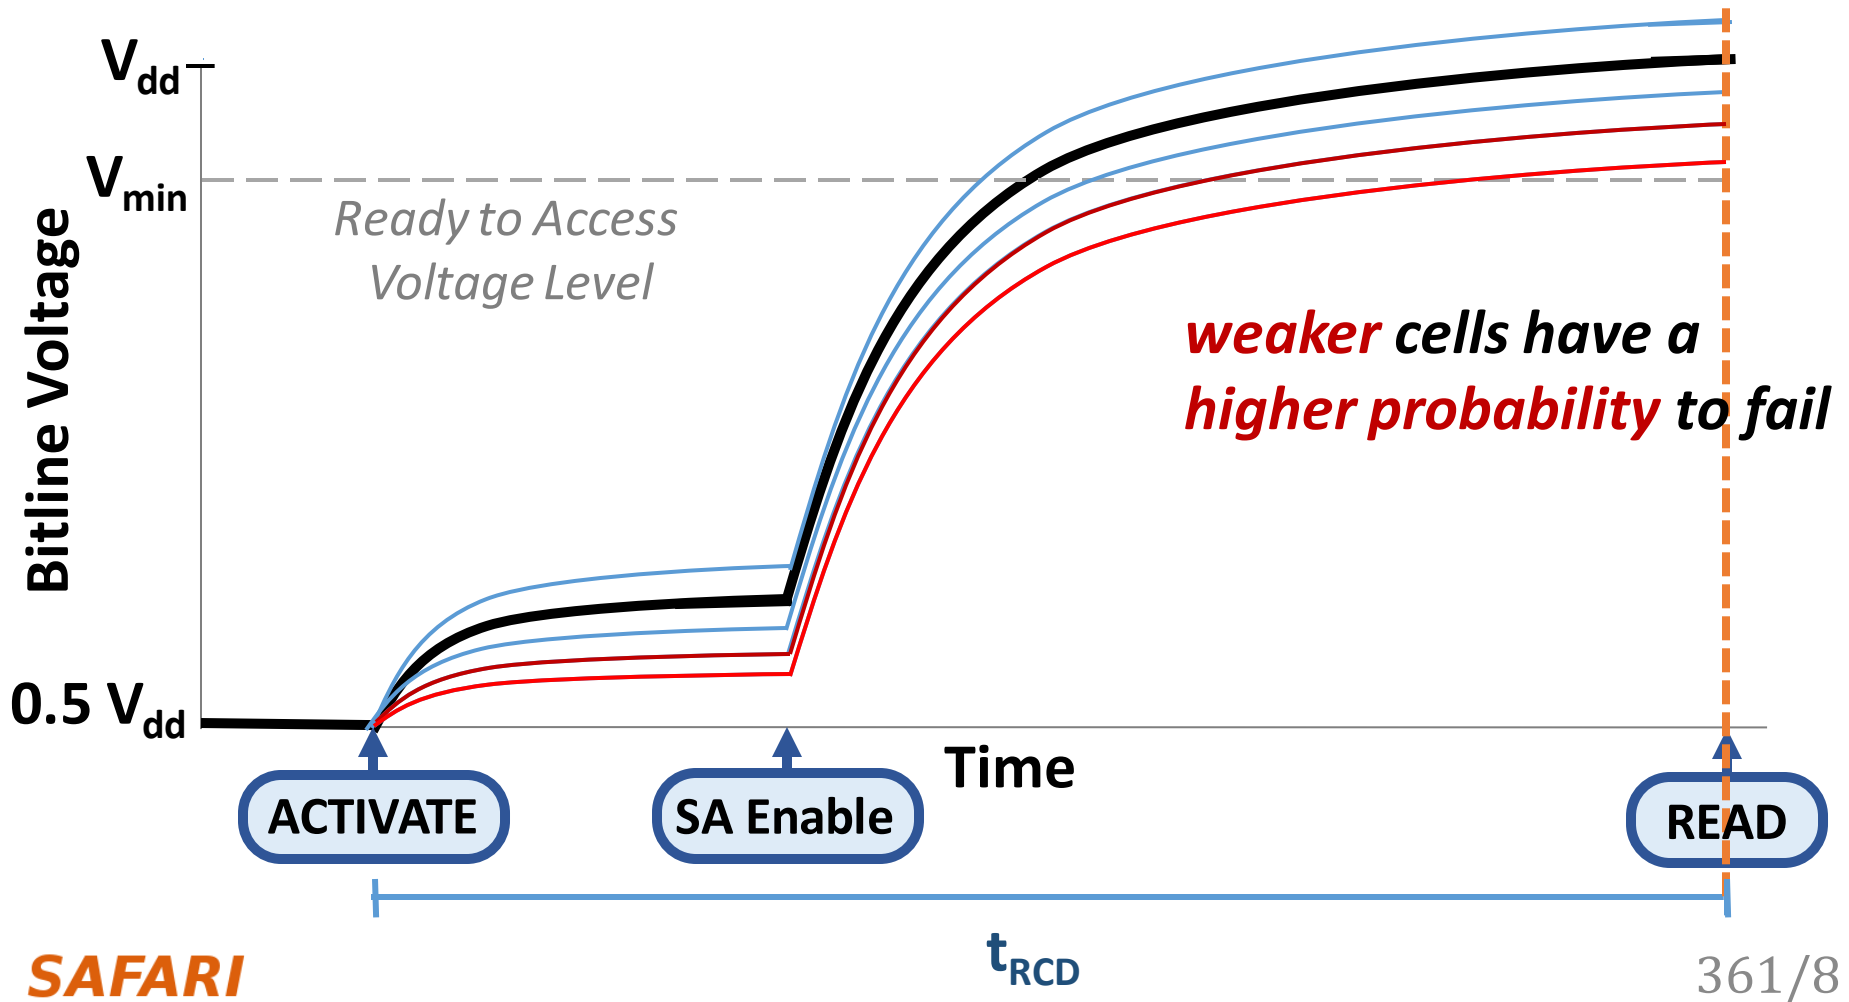 Vdd
Vmin
Ready to Access
Voltage Level
Bitline Voltage
weaker cells have a
higher probability to fail
0.5 Vdd
Time
ACTIVATE
SA Enable
READ
tRCD
SAFARI
361/8